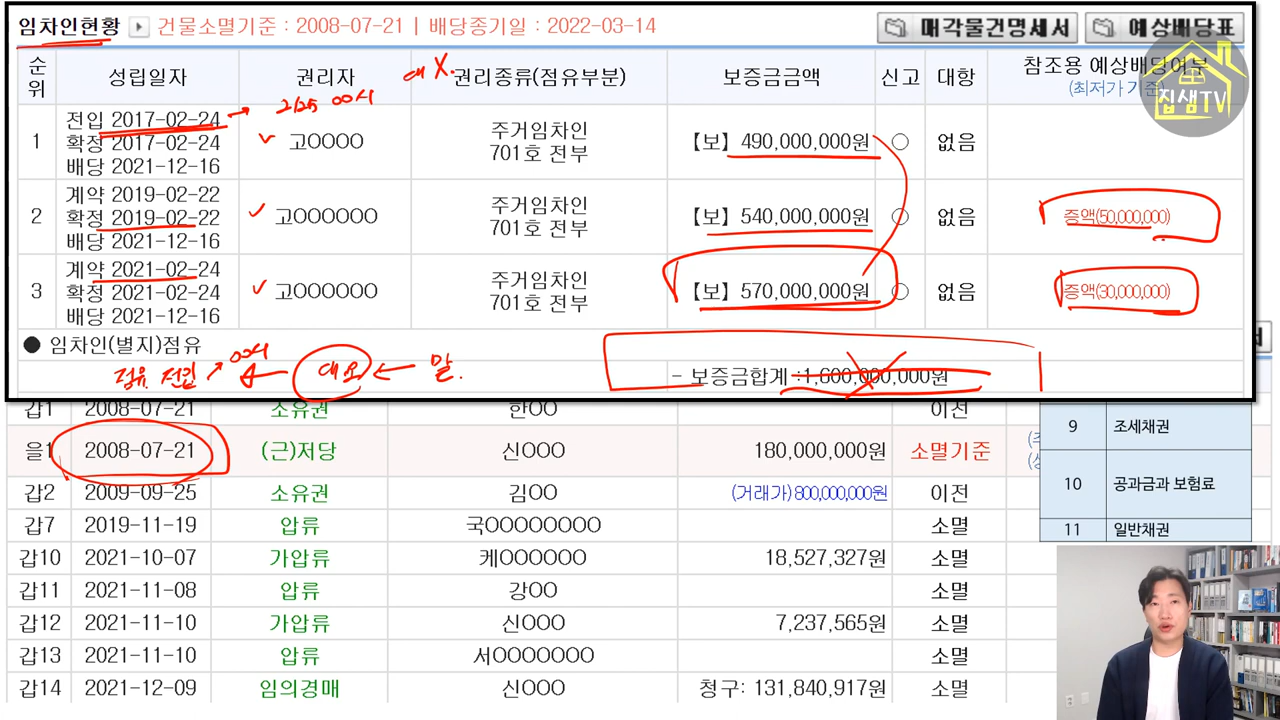 임차인현황 건물소멸기준 : 2008-07-21 | 배당종기일 : 2022-03-14 매각물건명세서 예상배당표
순위 성립일자 권리자 권리종류(점유부분) 보증금금액 신고 대항 참조용 예상배당여부 (최저가기준)
집샘TV
대 X.
2/25 00시
1 전입 2017-02-24 고OOOO 주거임차인 【보】490,000,000원 ○ 없음
확정 2017-02-24 701호 전부
배당 2021-12-16
2 계약 2019-02-22 고OOOOOO 주거임차인 【보】540,000,000원 ○ 없음 증액(50,000,000)
확정 2019-02-22 701호 전부
배당 2021-12-16
3 계약 2021-02-24 고OOOOOO 주거임차인 【보】570,000,000원 ○ 없음 증액(30,000,000)
확정 2021-02-24 701호 전부
배당 2021-12-16
● 임차인(별지)점유
점유 전입 00시 대요 말
- 보증금합계 :1,600,000,000원
갑1 2008-07-21 소유권 한OO 이전
을1 2008-07-21 (근)저당 신OOO 180,000,000원 소멸기준
갑2 2009-09-25 소유권 김OO (거래가) 800,000,000원 이전
갑7 2019-11-19 압류 국OOOOOOOO 소멸
갑10 2021-10-07 가압류 케OOOOOO 18,527,327원 소멸
갑11 2021-11-08 압류 강OO 소멸
갑12 2021-11-10 가압류 신OOO 7,237,565원 소멸
갑13 2021-11-10 압류 서OOOOOOO 소멸
갑14 2021-12-09 임의경매 신OOO 청구: 131,840,917원 소멸
9 조세채권
10 공과금과 보험료
11 일반채권